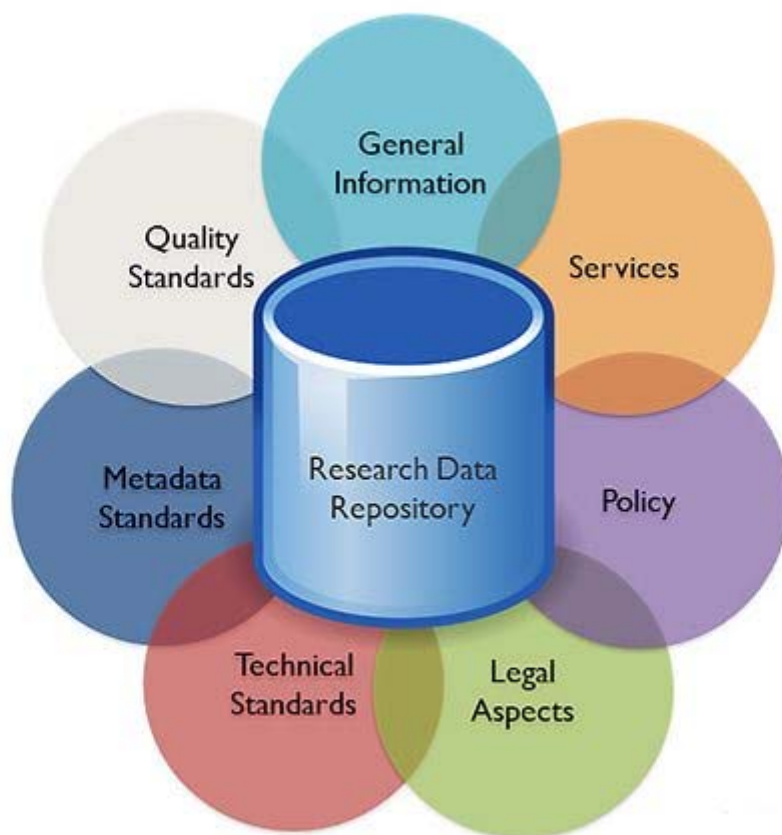 General
Information
Services
Policy
Legal
Aspects
Technical
Standards
Metadata
Standards
Quality
Standards
Research Data
Repository